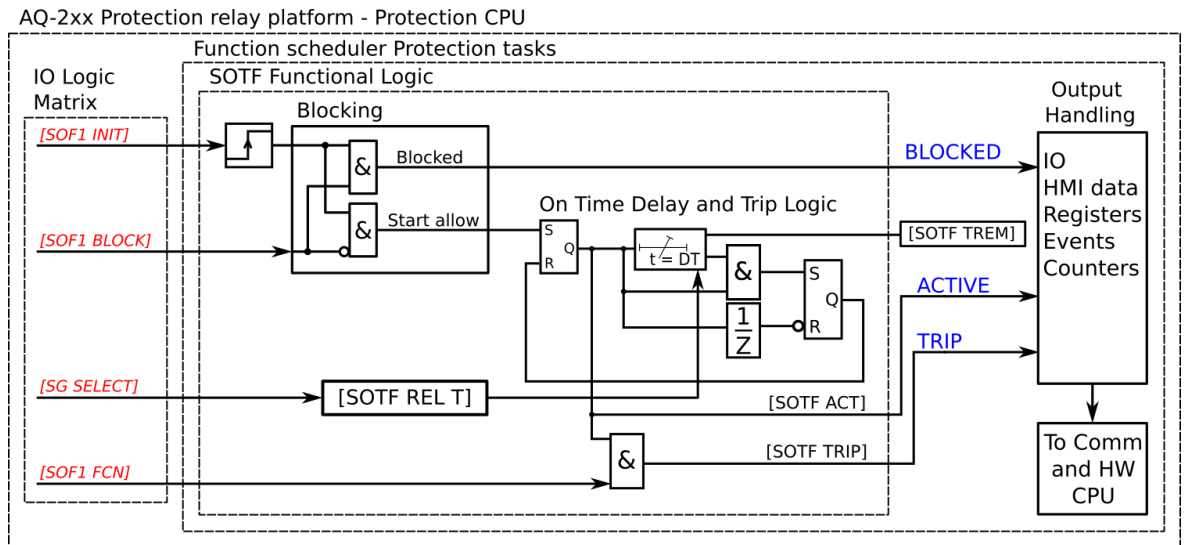 AQ-2xx Protection relay platform - Protection CPU
Function scheduler Protection tasks
IO Logic
Matrix
SOTF Functional Logic
Output
Handling
Blocking
[SOF1 INIT]
&
Blocked
BLOCKED
IO
HMI data
Registers
Events
Counters
[SOF1 BLOCK]
&
Start allow
On Time Delay and Trip Logic
S
Q
R
t = DT
[SOTF TREM]
&
S
Q
R
1
Z
ACTIVE
TRIP
[SG SELECT]
[SOTF REL T]
[SOTF ACT]
[SOF1 FCN]
&
[SOTF TRIP]
To Comm
and HW
CPU